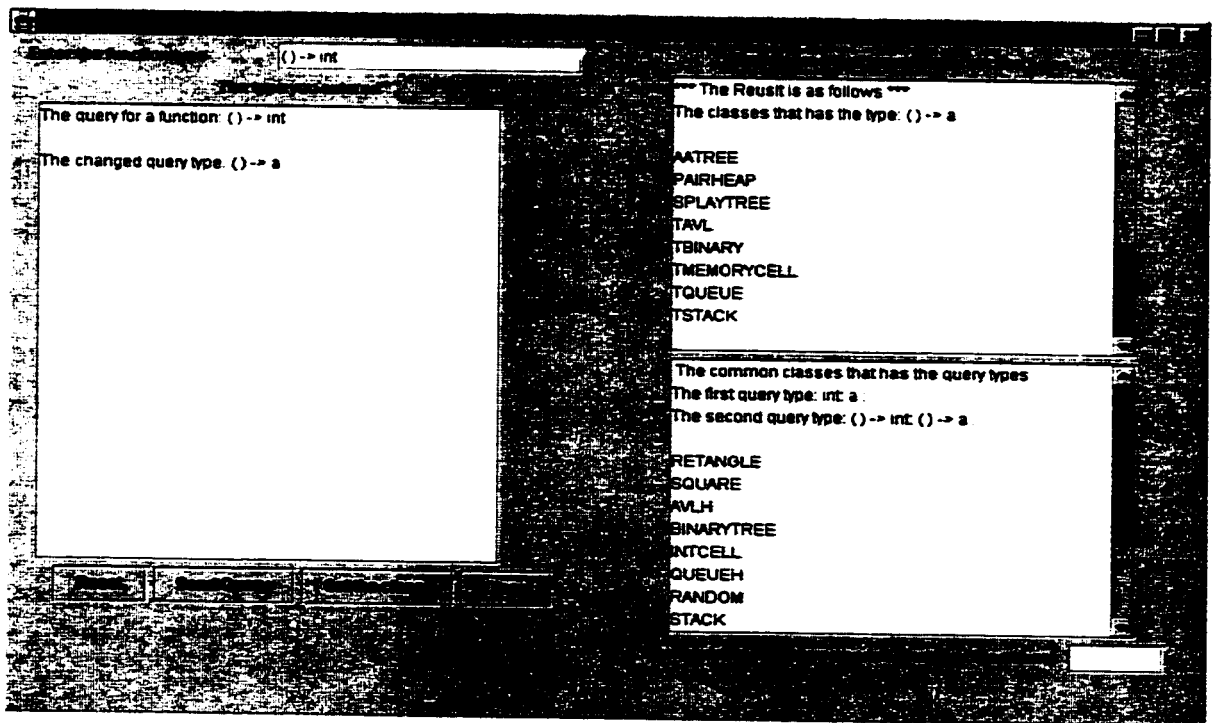 () -> int
The query for a function: () -> int
The changed query type. () -> a
*** The Reuslt is as follows ***
The classes that has the type: () -> a
AATREE
PAIRHEAP
SPLAYTREE
TAVL
TBINARY
TMEMORYCELL
TQUEUE
TSTACK
The common classes that has the query types
The first query type: int: a :
The second query type: () -> int: () -> a
RETANGLE
SQUARE
AVLH
BINARYTREE
INTCELL
QUEUEH
RANDOM
STACK